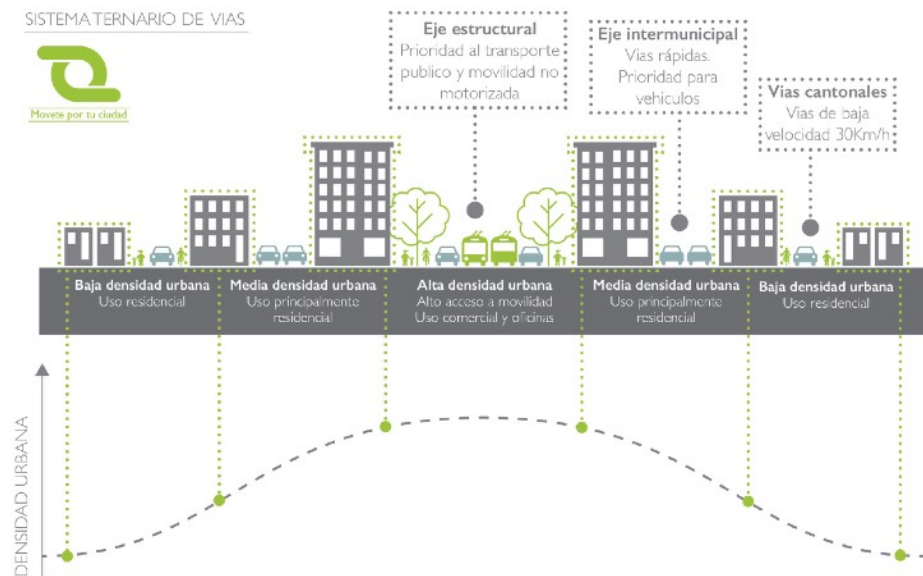 SISTEMA TERNARIO DE VIAS
Movete por tu ciudad
Eje estructural
Prioridad al transporte
publico y movilidad no
motorizada
Eje intermunicipal
Vias rápidas.
Prioridad para
vehiculos
Vias cantonales
Vias de baja
velocidad 30Km/h
Baja densidad urbana
Uso residencial
Media densidad urbana
Uso principalmente
residencial
Alta densidad urbana
Alto acceso a movilidad
Uso comercial y oficinas
Media densidad urbana
Uso principalmente
residencial
Baja densidad urbana
Uso residencial
DENSIDAD URBANA